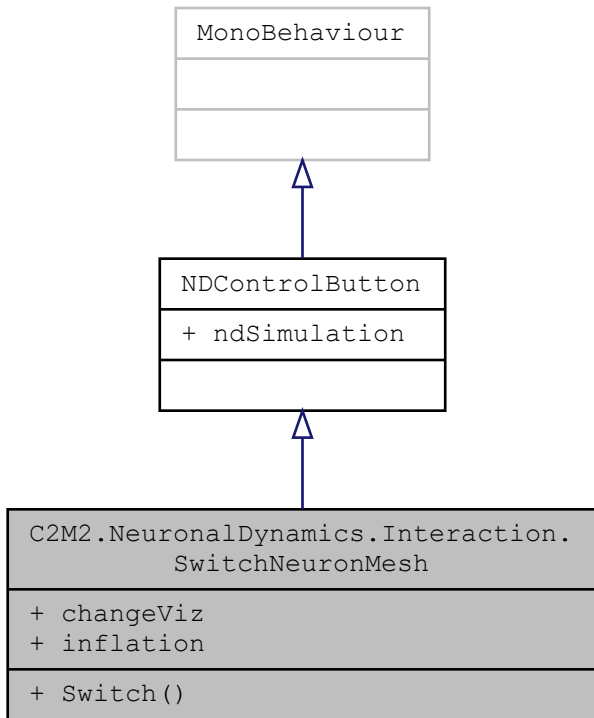 MonoBehaviour
NDControlButton
+ ndSimulation
C2M2.NeuronalDynamics.Interaction.
SwitchNeuronMesh
+ changeViz
+ inflation
+ Switch()